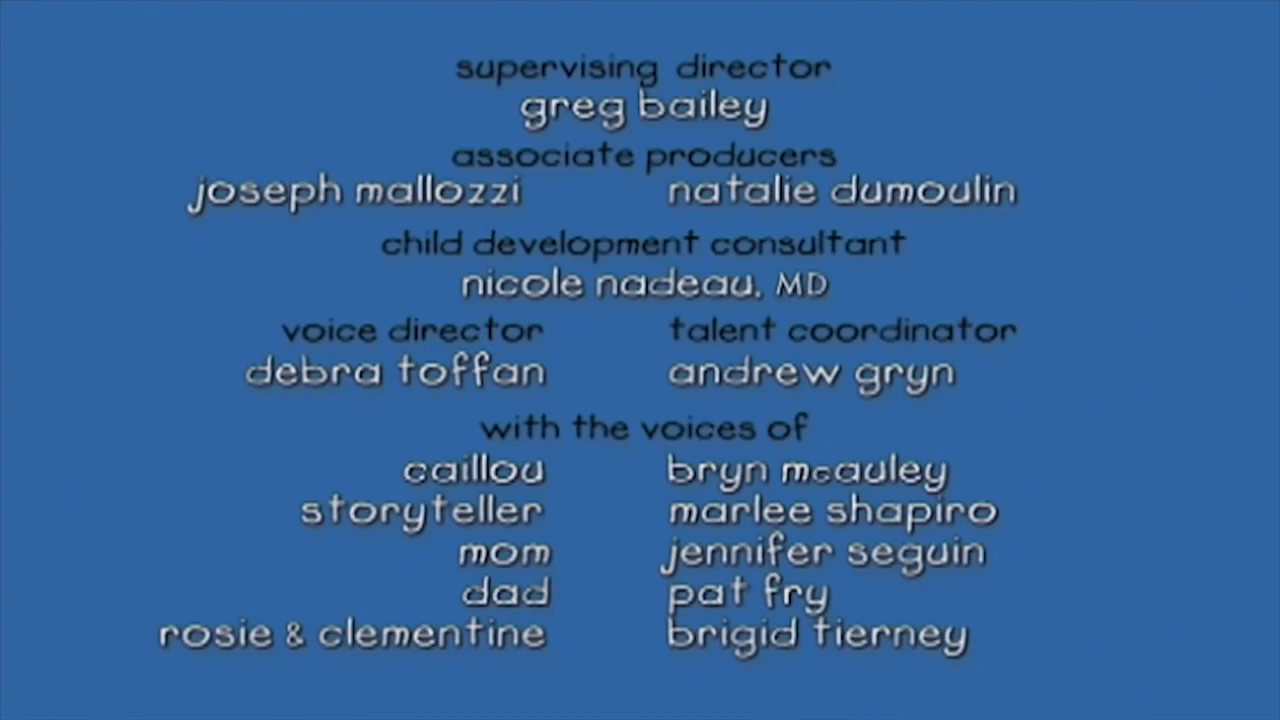 supervising director
greg bailey
associate producers
joseph mallozzi natalie dumoulin
child development consultant
nicole nadeau, MD
voice director talent coordinator
debra toffan andrew gryn
with the voices of
caillou bryn mcauley
storyteller marlee shapiro
mom jennifer seguin
dad pat fry
rosie & clementine brigid tierney